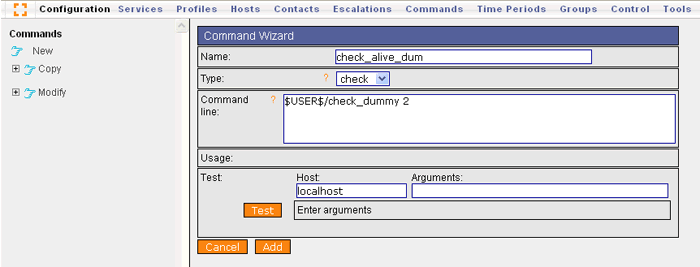 Configuration Services Profiles Hosts Contacts Escalations Commands Time Periods Groups Control Tools
Commands
New
Copy
Modify
Command Wizard
Name: check_alive_dum
Type: ? check
Command line: ? $USER$/check_dummy 2
Usage:
Test: Host: Arguments:
localhost
Test Enter arguments
Cancel Add